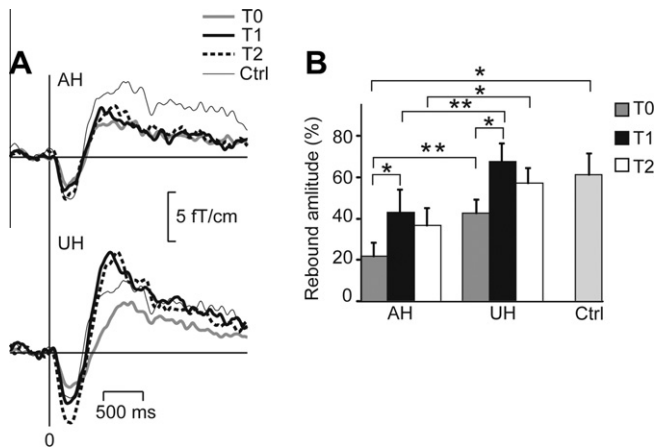 A
T0
T1
T2
Ctrl
AH
5 fT/cm
UH
500 ms
0
B
*
* **
** *
** *
*
T0
T1
T2
Rebound amlitude (%)
80
60
40
20
0
AH UH Ctrl